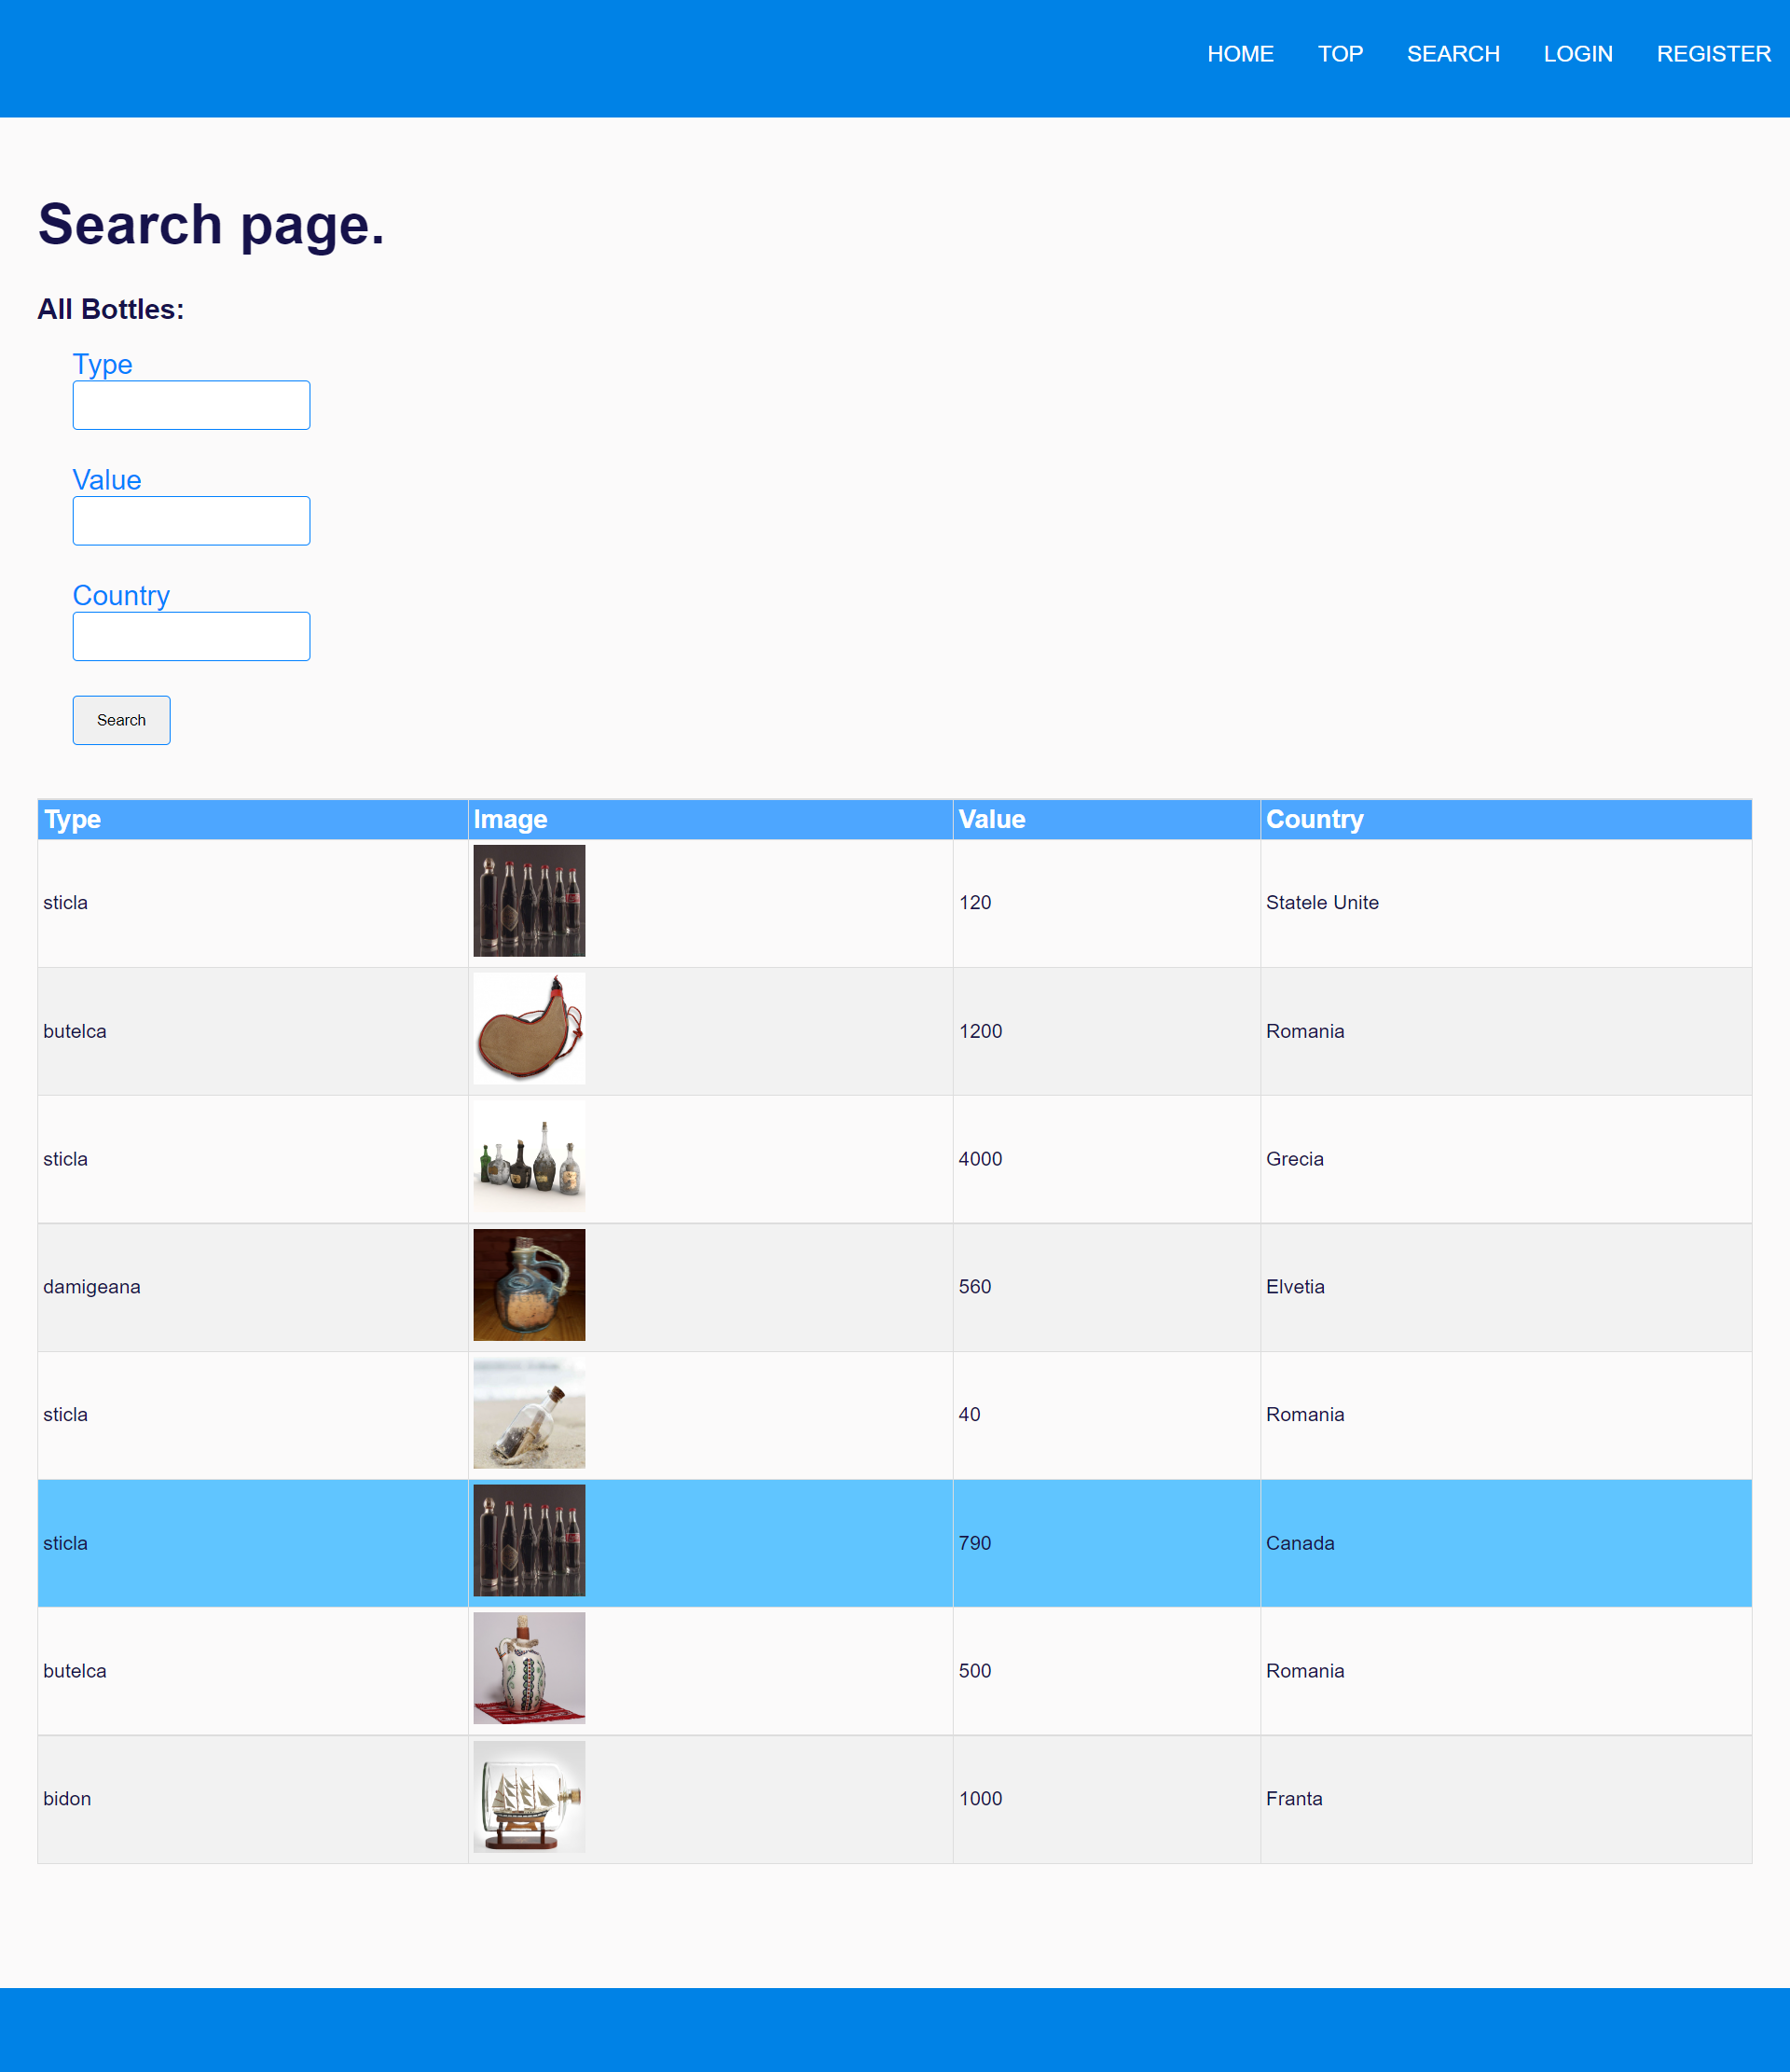 HOME TOP SEARCH LOGIN REGISTER
Search page.
All Bottles:
Type
Value
Country
Search
Type Image Value Country
sticla 120 Statele Unite
butelca 1200 Romania
sticla 4000 Grecia
damigeana 560 Elvetia
sticla 40 Romania
sticla 790 Canada
butelca 500 Romania
bidon 1000 Franta